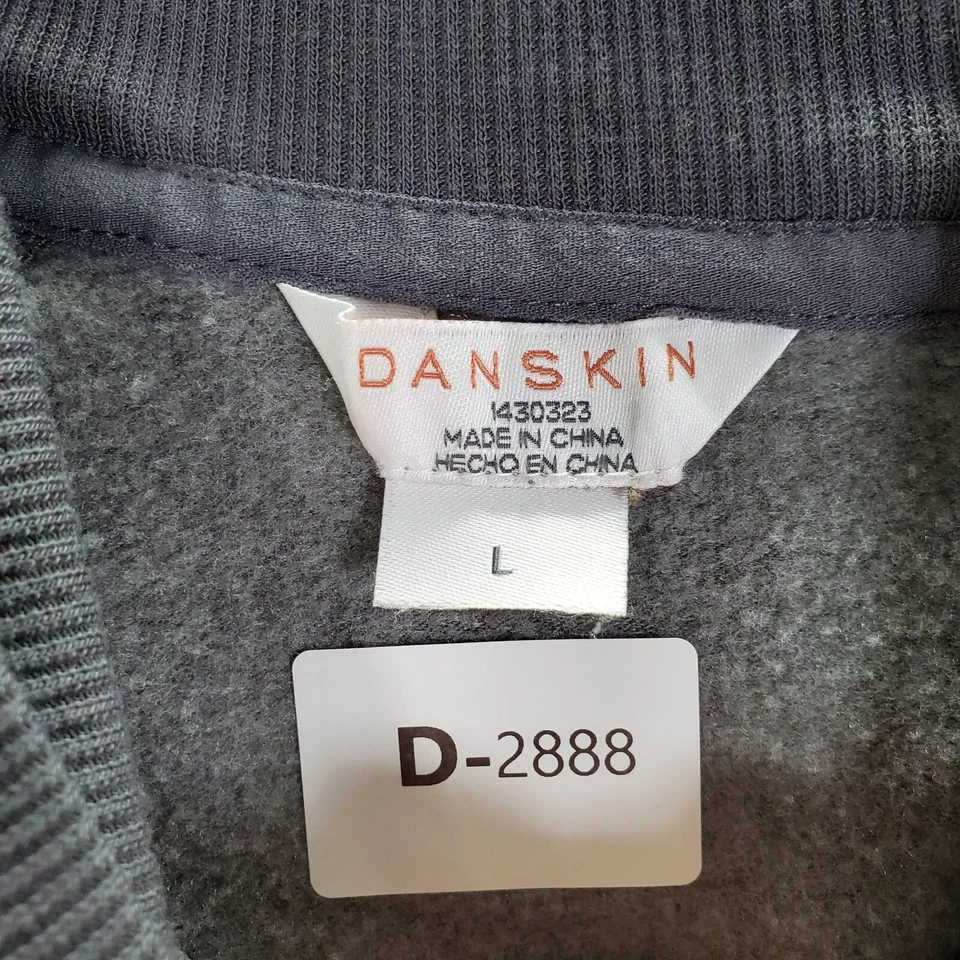 DANSKIN
1430323
MADE IN CHINA
HECHO EN CHINA
L
D-2888